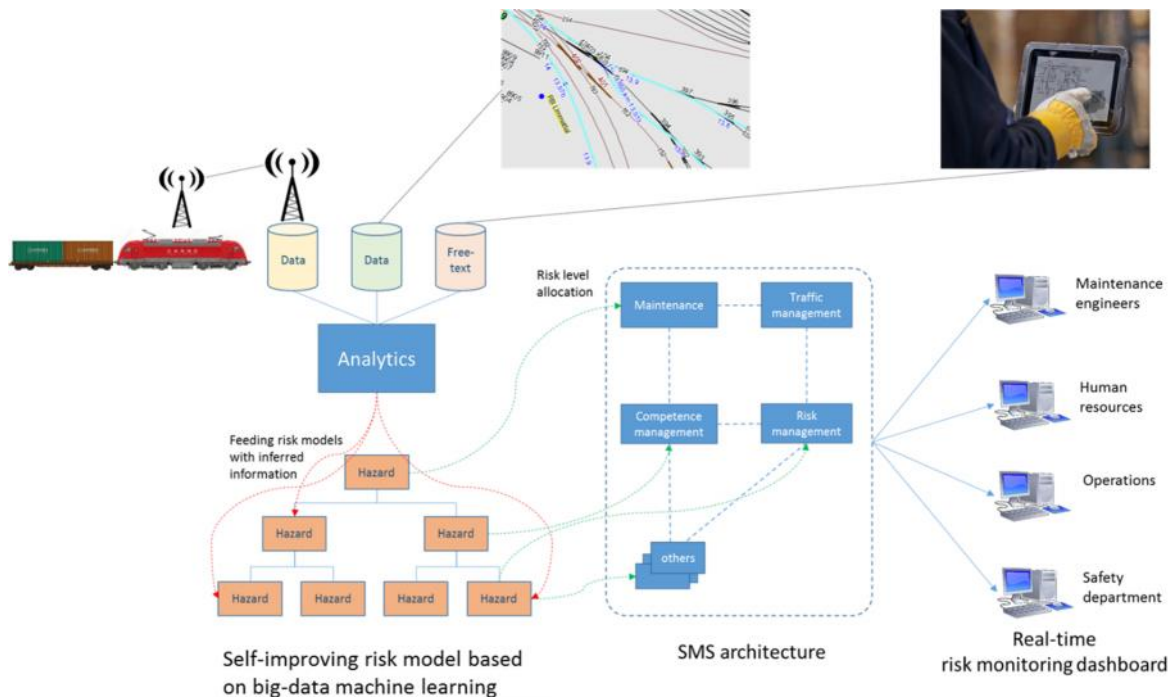 Data
Data
Free-
text
Analytics
Feeding risk models
with inferred
information
Hazard
Hazard
Hazard
Hazard
Hazard
Hazard
Hazard
Self-improving risk model based
on big-data machine learning
Risk level
allocation
Maintenance
Traffic
management
Competence
management
Risk
management
others
SMS architecture
Maintenance
engineers
Human
resources
Operations
Safety
department
Real-time
risk monitoring dashboard